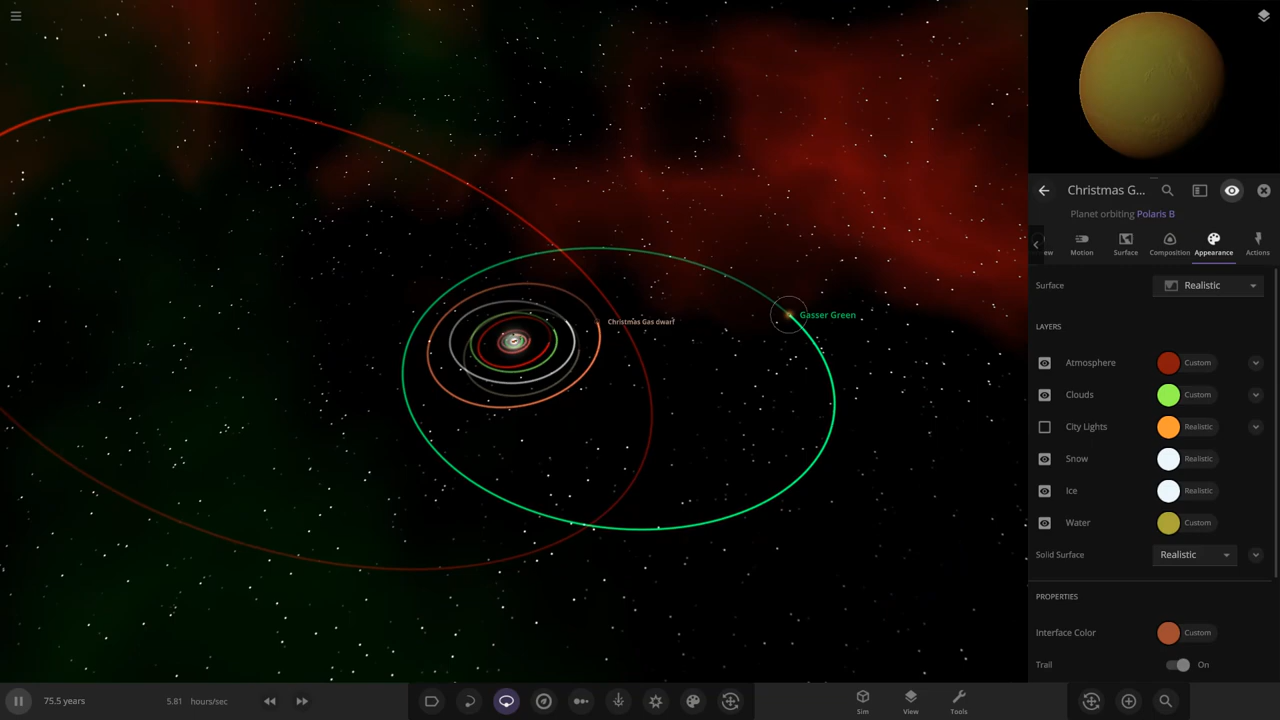 Christmas Gas dwarf
Gasser Green
Christmas G...
Planet orbiting Polaris B
ew
Motion
Surface
Composition
Appearance
Actions
Surface
Realistic
LAYERS
Atmosphere
Custom
Clouds
Custom
City Lights
Realistic
Snow
Realistic
Ice
Realistic
Water
Custom
Solid Surface
Realistic
PROPERTIES
Interface Color
Custom
Trail
On
75.5 years
5.81 hours/sec
Sim
View
Tools